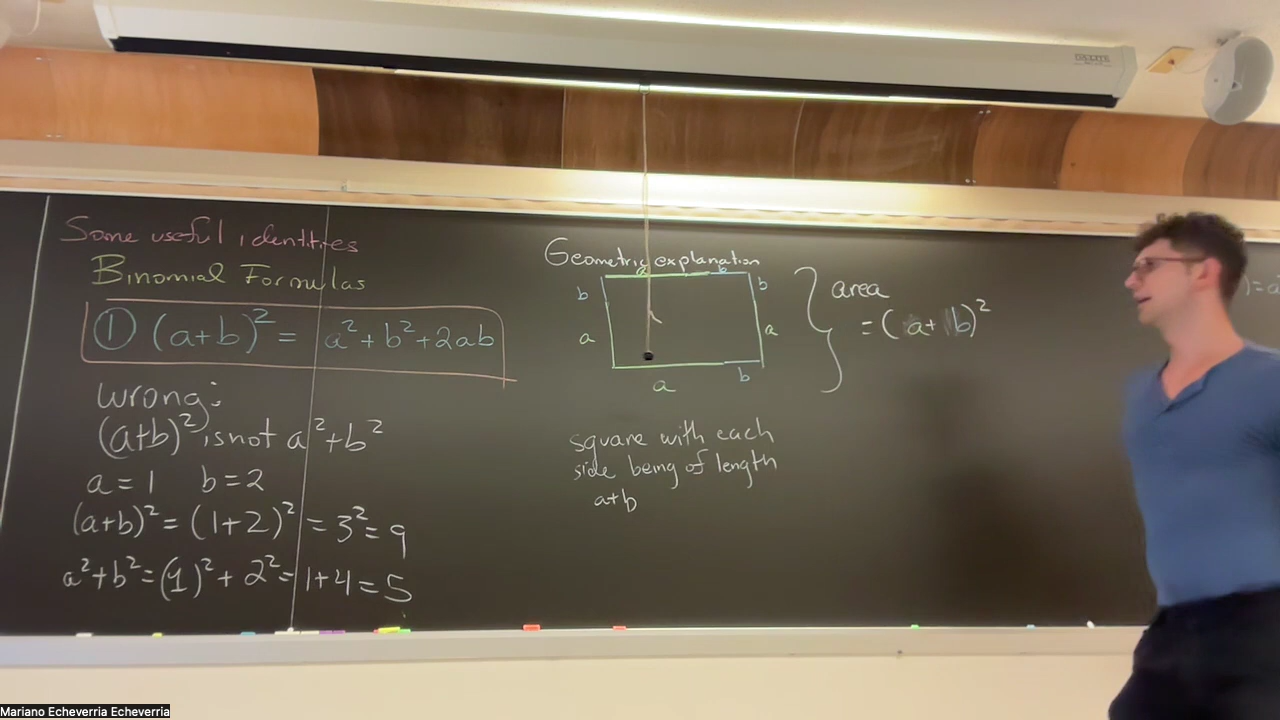 Some useful identites
Binomial Formulas
① (a+b)² = a² + b² + 2ab
wrong:
(a+b)² is not a² + b²
a = 1 b = 2
(a+b)² = (1+2)² = 3² = 9
a² + b² = (1)² + 2² = 1+4 = 5
Geometric explanation
a b
b b
a a
a b
area
= (a+b)²
square with each
side being of length
a+b
Mariano Echeverria Echeverria